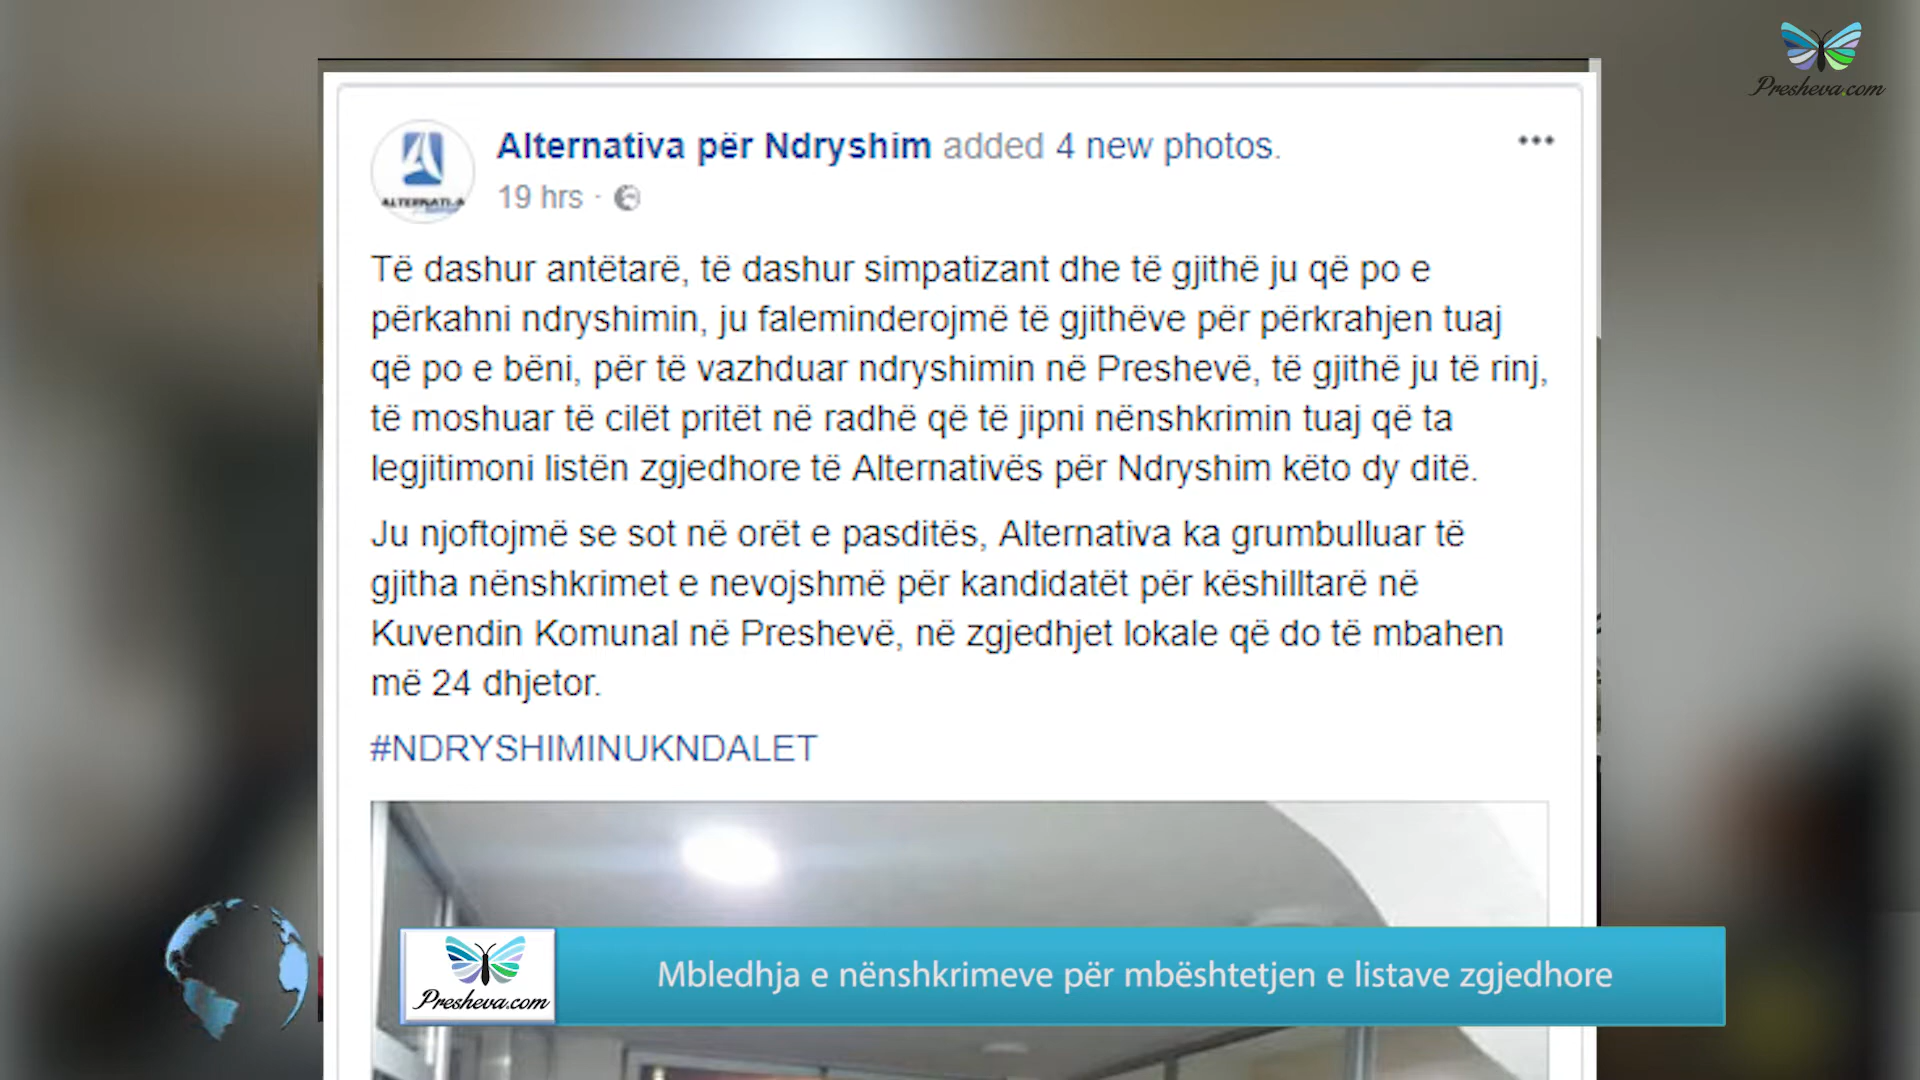 Presheva.com
Alternativa për Ndryshim added 4 new photos.
19 hrs ·
Të dashur antëtarë, të dashur simpatizant dhe të gjithë ju që po e
përkahni ndryshimin, ju faleminderojmë të gjithëve për përkrahjen tuaj
që po e bëni, për të vazhduar ndryshimin në Preshevë, të gjithë ju të rinj,
të moshuar të cilët pritët në radhë që të jipni nënshkrimin tuaj që ta
legjitimoni listën zgjedhore të Alternativës për Ndryshim këto dy ditë.
Ju njoftojmë se sot në orët e pasditës, Alternativa ka grumbulluar të
gjitha nënshkrimet e nevojshmë për kandidatët për këshilltarë në
Kuvendin Komunal në Preshevë, në zgjedhjet lokale që do të mbahen
më 24 dhjetor.
#NDRYSHIMINUKNDALET
Presheva.com
Mbledhja e nënshkrimeve për mbështetjen e listave zgjedhore